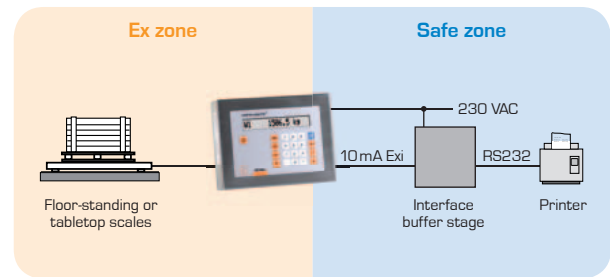 Ex zone
Safe zone
230 VAC
10 mA Exi
RS232
Floor-standing or
tabletop scales
Interface
buffer stage
Printer